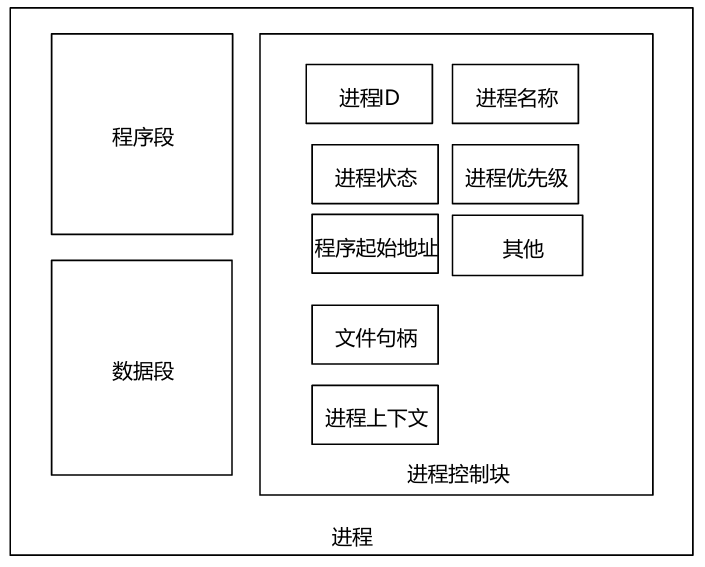 程序段
数据段
进程ID
进程名称
进程状态
进程优先级
程序起始地址
其他
文件句柄
进程上下文
进程控制块
进程